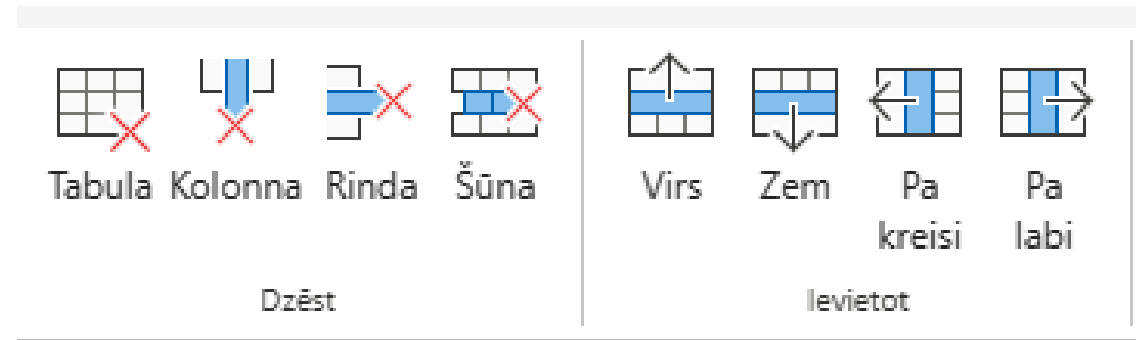 Tabula Kolonna Rinda Šūna
Dzēst
Virs Zem Pa kreisi Pa labi
Ievietot